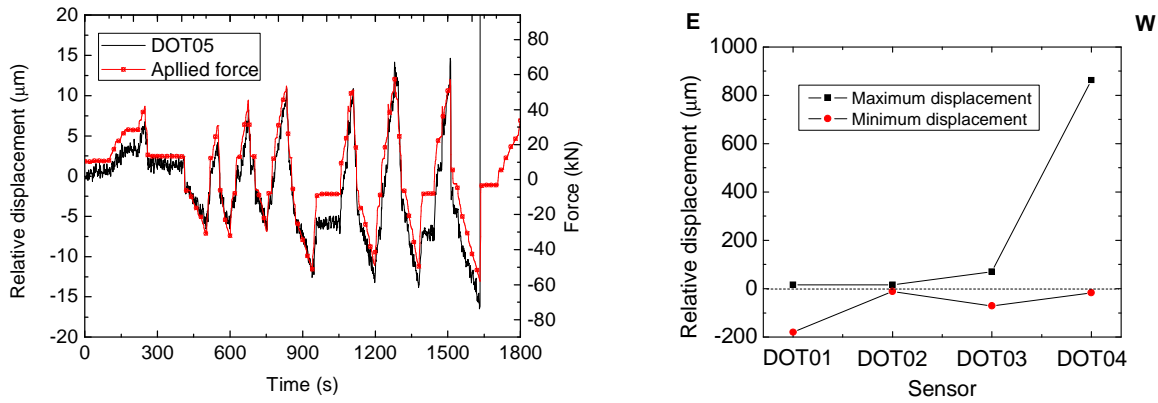 20
15
10
5
0
-5
-10
-15
-20
Relative displacement (μm)
DOT05
Apllied force
80
60
40
20
0
-20
-40
-60
-80
Force (kN)
0 300 600 900 1200 1500 1800
Time (s)
E W
1000
800
600
400
200
0
-200
Relative displacement (μm)
Maximum displacement
Minimum displacement
DOT01 DOT02 DOT03 DOT04
Sensor